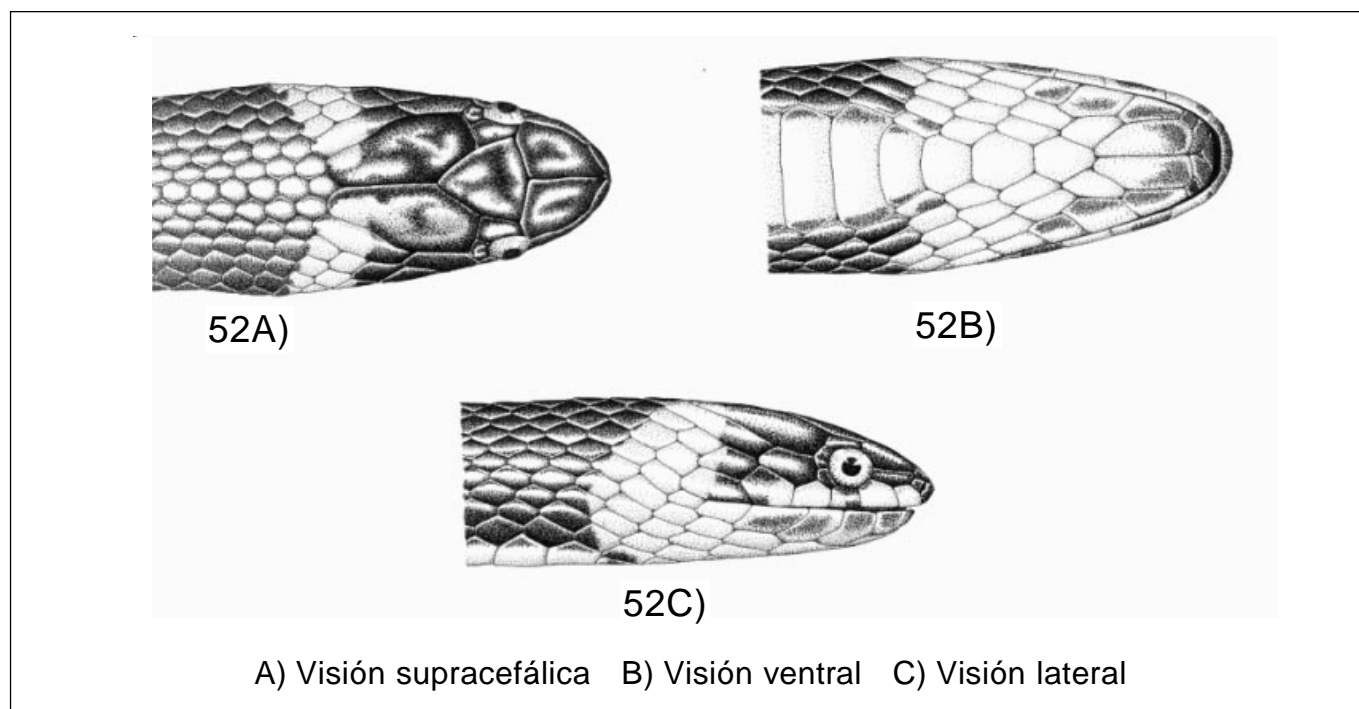 52A)
52B)
52C)
A) Visión supracefálica B) Visión ventral C) Visión lateral